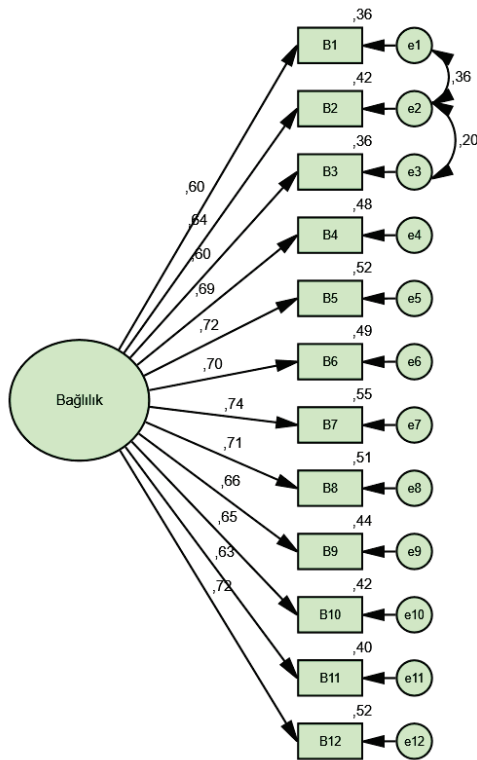 ,36
B1
e1
,36
,42
B2
e2
,20
,36
B3
e3
,60
,48
,64
B4
e4
,60
,52
,69
B5
e5
,72
,49
,70
B6
e6
Bağlılık
,55
,74
B7
e7
,51
,71
B8
e8
,66
,44
B9
e9
,65
,42
,63
B10
e10
,72
,40
B11
e11
,52
B12
e12